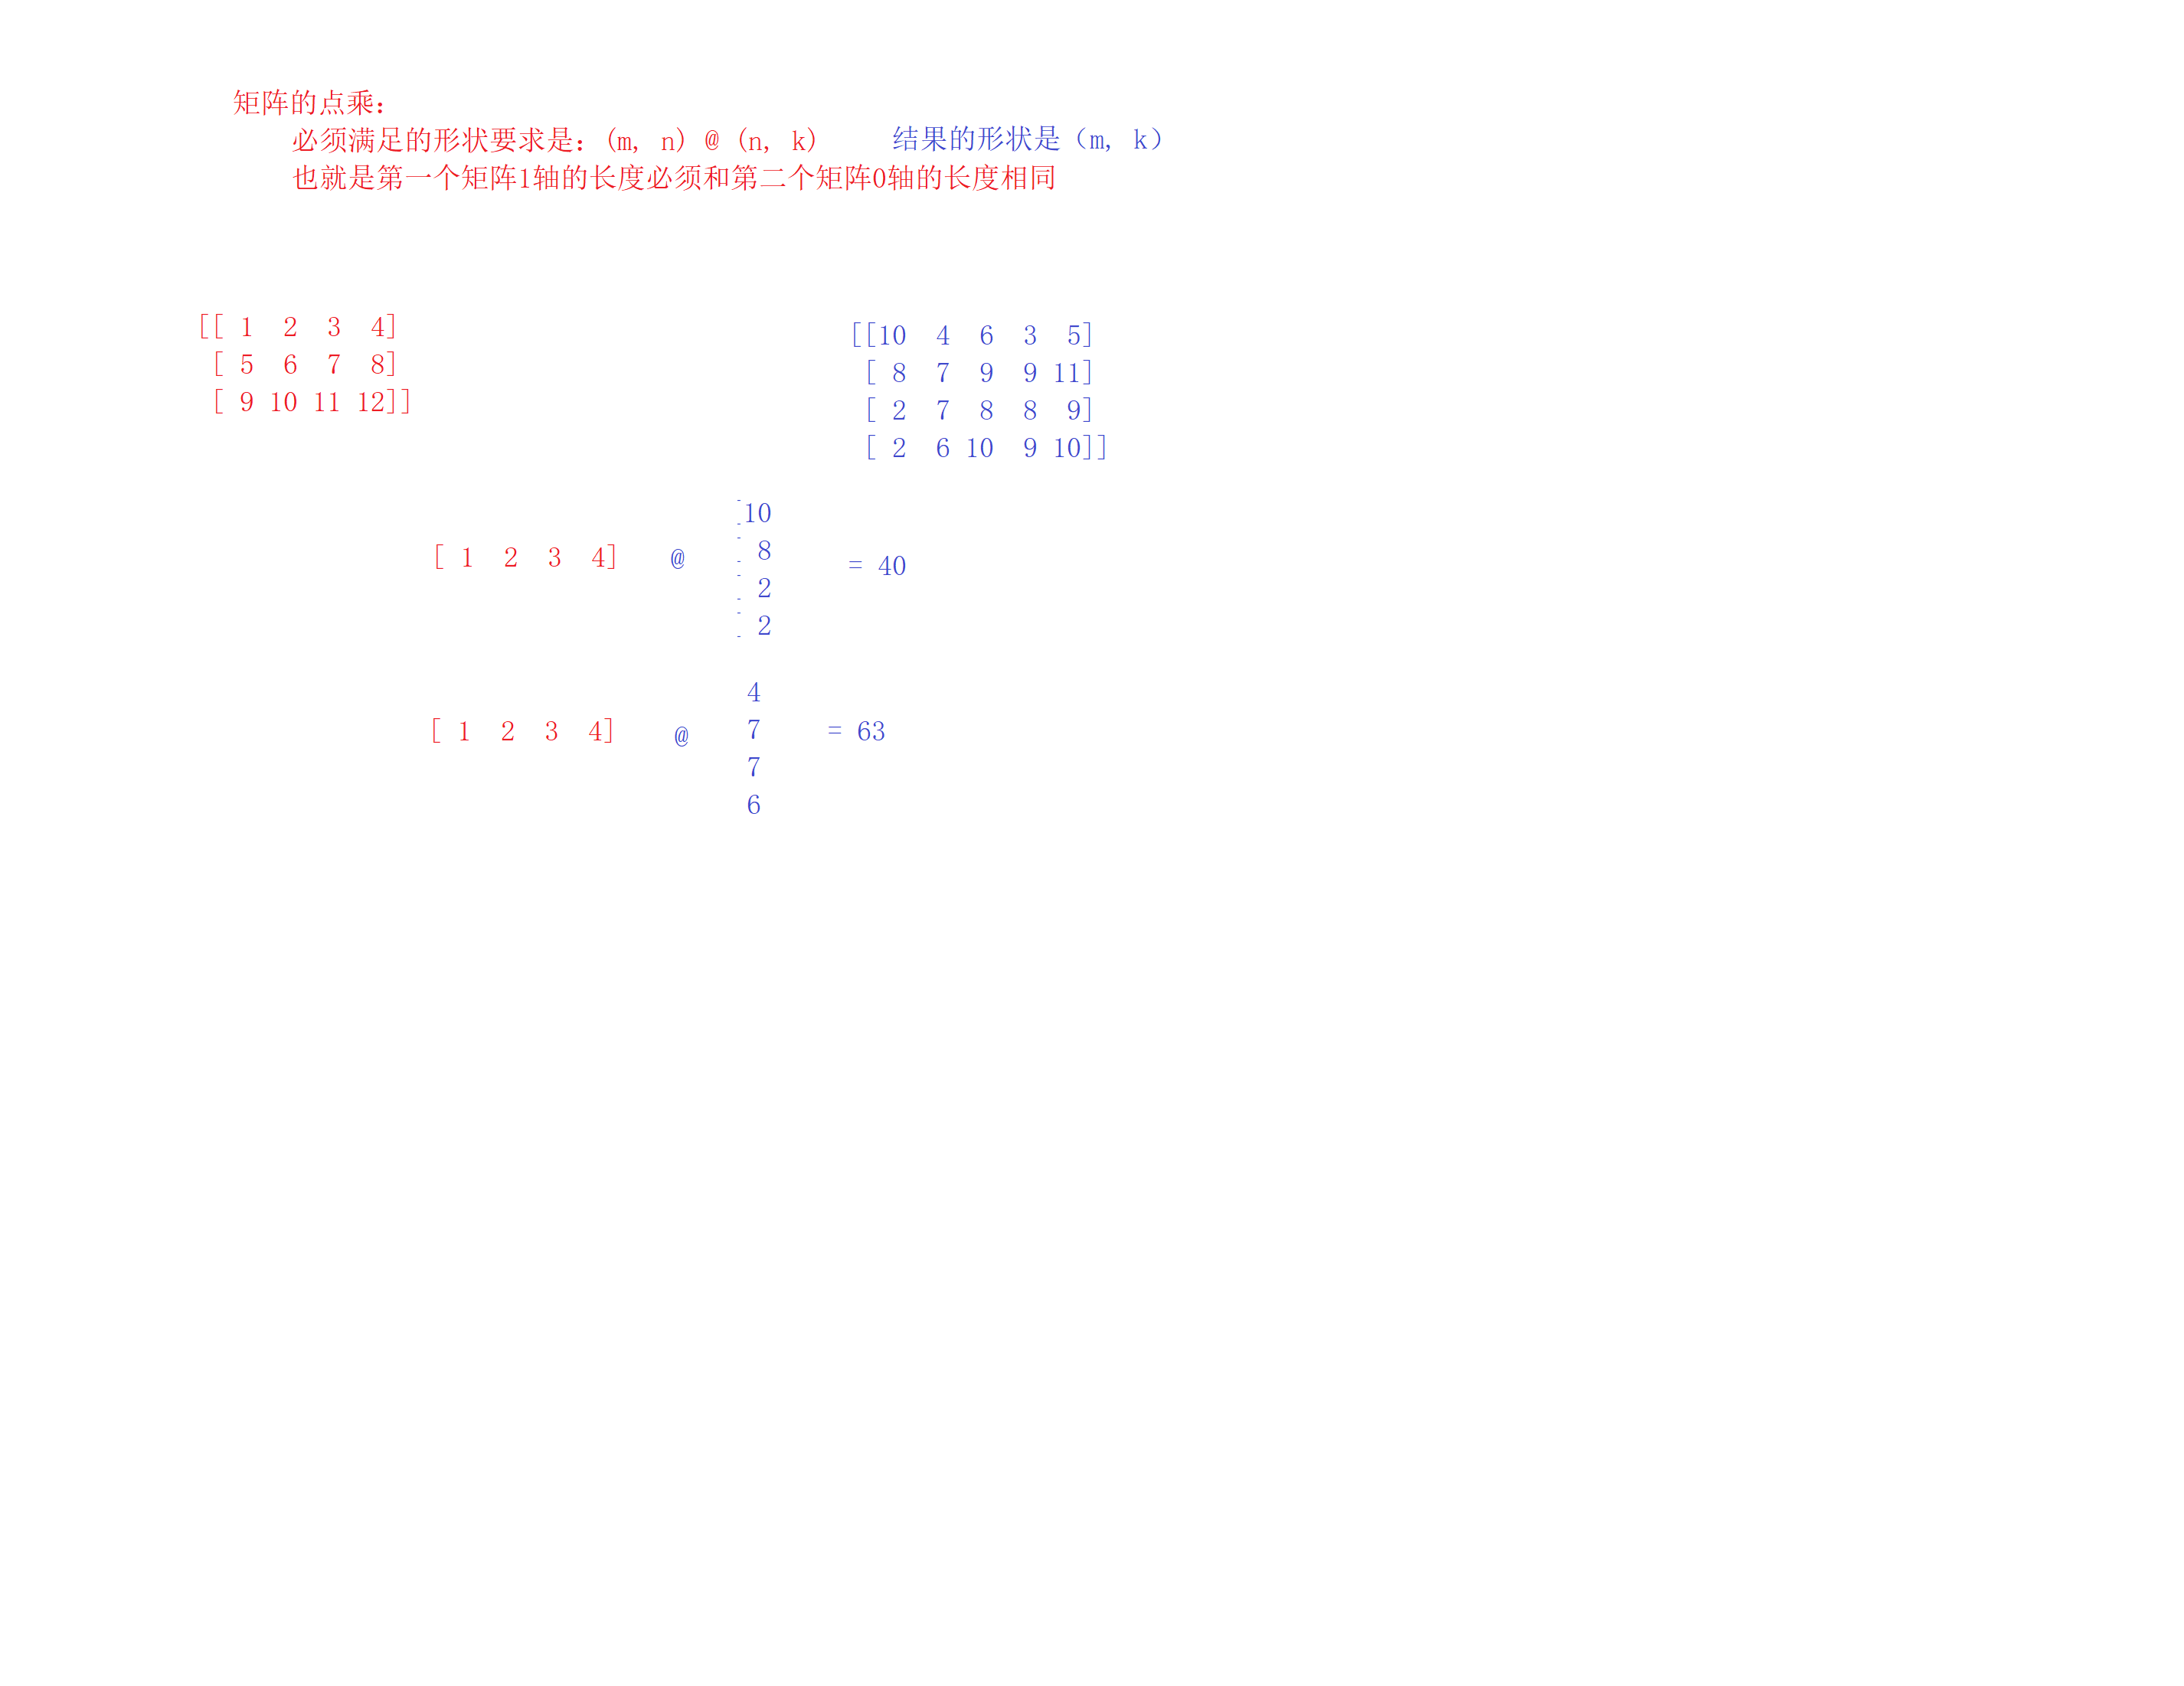 矩阵的点乘:
必须满足的形状要求是: (m, n) @ (n, k) 结果的形状是（m, k）
也就是第一个矩阵1轴的长度必须和第二个矩阵0轴的长度相同
[[ 1  2  3  4]
[ 5  6  7  8]
[ 9 10 11 12]]
[[10  4  6  3  5]
[ 8  7  9  9 11]
[ 2  7  8  8  9]
[ 2  6 10  9 10]]
[ 1  2  3  4] @
10
8
2
2
= 40
[ 1  2  3  4] @
4
7
7
6
= 63